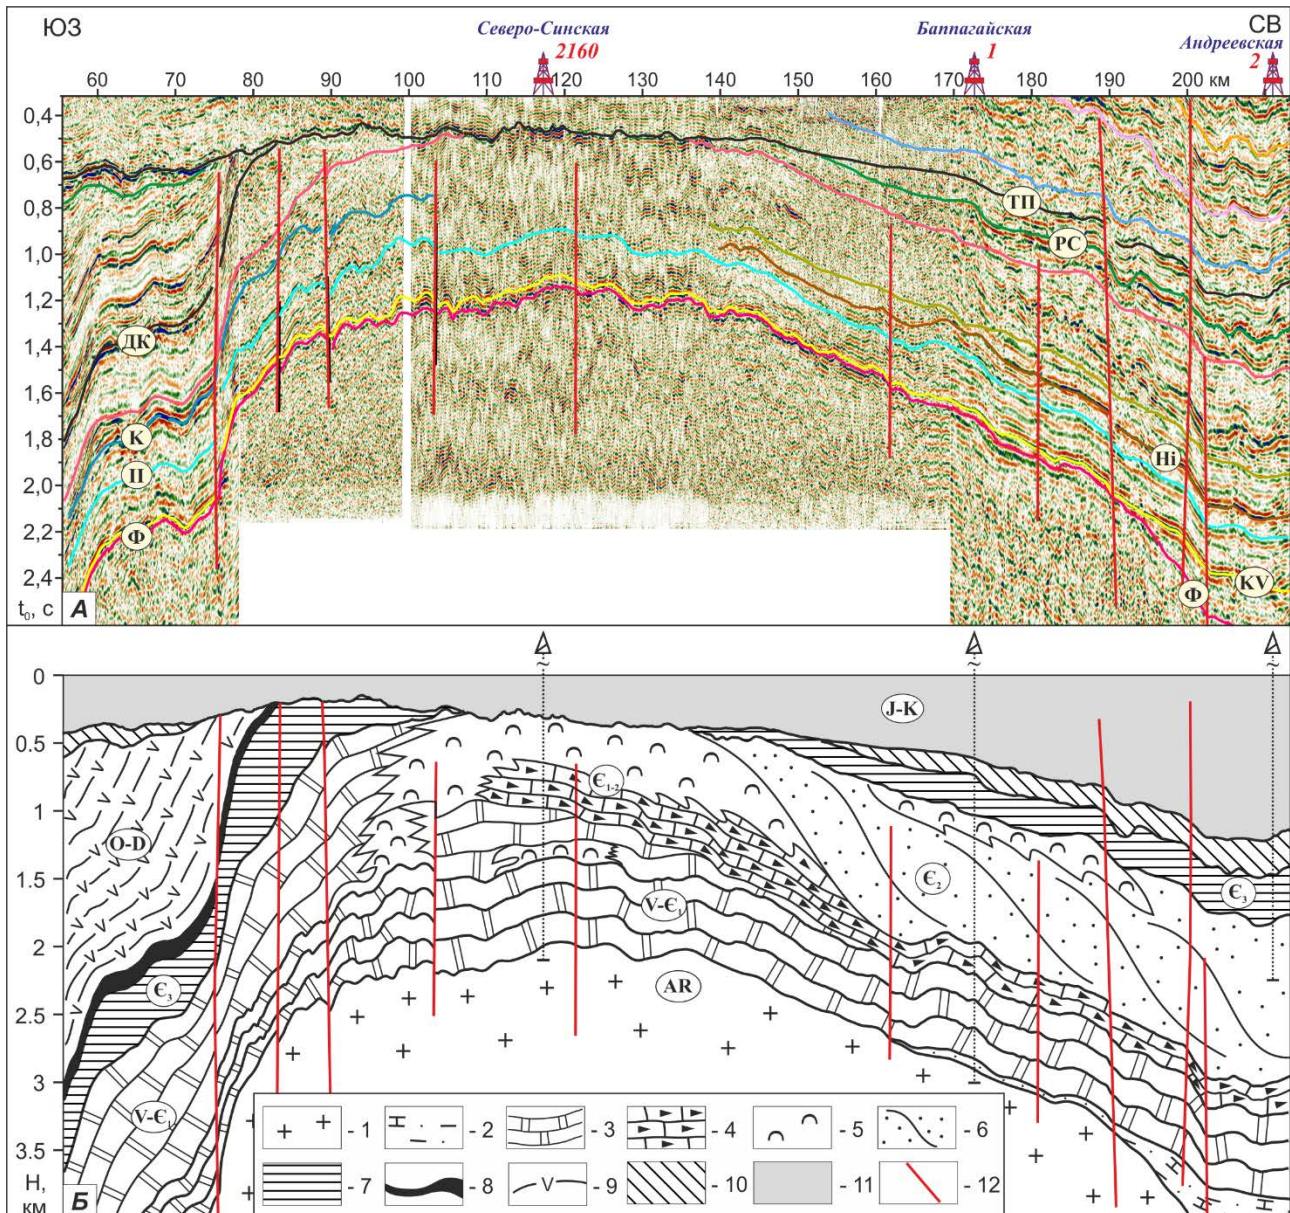 ЮЗ
СВ
Северо-Синская
2160
Баппагайская
1
Андреевская
2
60 70 80 90 100 110 120 130 140 150 160 170 180 190 200 км
0,4
0,6
0,8
1,0
1,2
1,4
1,6
1,8
2,0
2,2
2,4
t₀, с
А
ТП
РС
ДК
К
II
Ф
Hi
KV
Ф
0
0.5
1
1.5
2
2.5
3
3.5
Н,
км
Б
J-K
Є₁₋₂
O-D
Є₂
Є₃
V-Є₁
Є₃
AR
V-Є₁
- 1
- 2
- 3
- 4
- 5
- 6
- 7
- 8
- 9
- 10
- 11
- 12